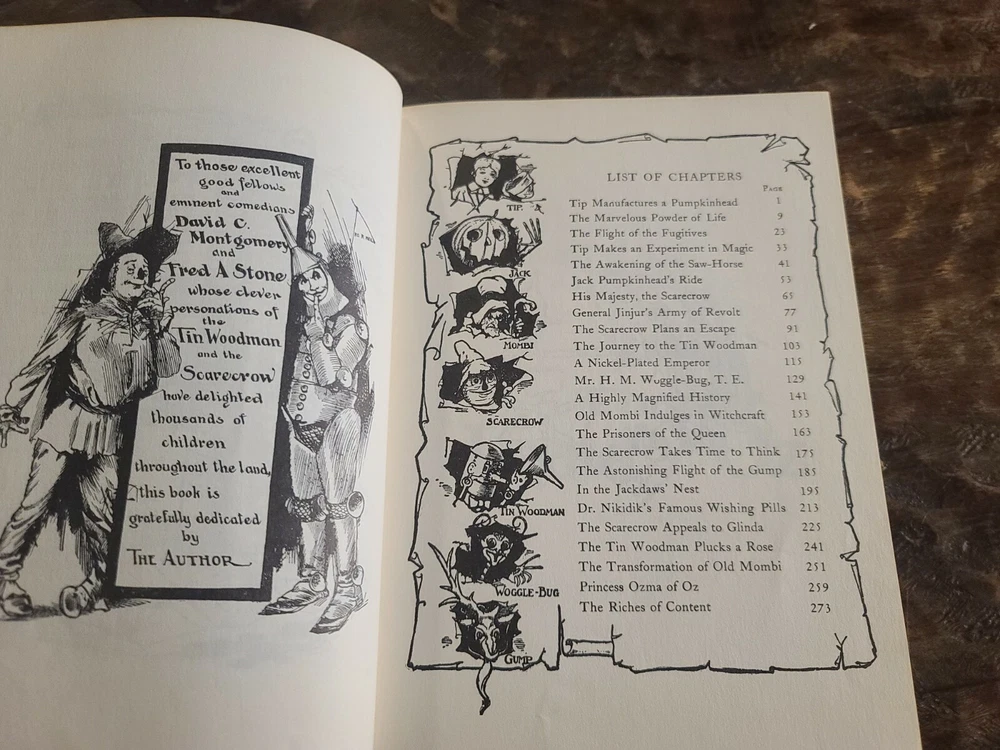 To those excellent
good fellows
and
eminent comedians
David C.
Montgomery
and
Fred A Stone
whose clever
personations of
the
Tin Woodman
and the
Scarecrow
have delighted
thousands of
children
throughout the land,
this book is
gratefully dedicated
by
THE AUTHOR
LIST OF CHAPTERS
Page
Tip Manufactures a Pumpkinhead 1
The Marvelous Powder of Life 9
The Flight of the Fugitives 23
Tip Makes an Experiment in Magic 33
The Awakening of the Saw-Horse 41
Jack Pumpkinhead's Ride 53
His Majesty, the Scarecrow 65
General Jinjur's Army of Revolt 77
The Scarecrow Plans an Escape 91
The Journey to the Tin Woodman 103
A Nickel-Plated Emperor 115
Mr. H. M. Woggle-Bug, T. E. 129
A Highly Magnified History 141
Old Mombi Indulges in Witchcraft 153
The Prisoners of the Queen 163
The Scarecrow Takes Time to Think 175
The Astonishing Flight of the Gump 185
In the Jackdaws' Nest 195
Dr. Nikidik's Famous Wishing Pills 213
The Scarecrow Appeals to Glinda 225
The Tin Woodman Plucks a Rose 241
The Transformation of Old Mombi 251
Princess Ozma of Oz 259
The Riches of Content 273
TIP.
JACK
MOMBI
SCARECROW
TIN WOODMAN
WOGGLE-BUG
GUMP